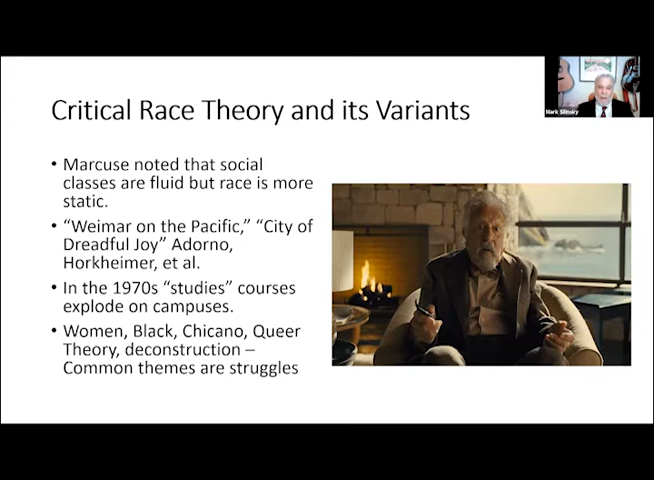 Mark Silinsky
Critical Race Theory and its Variants
• Marcuse noted that social
classes are fluid but race is more
static.
• “Weimar on the Pacific,” “City of
Dreadful Joy” Adorno,
Horkheimer, et al.
• In the 1970s “studies” courses
explode on campuses.
• Women, Black, Chicano, Queer
Theory, deconstruction –
Common themes are struggles